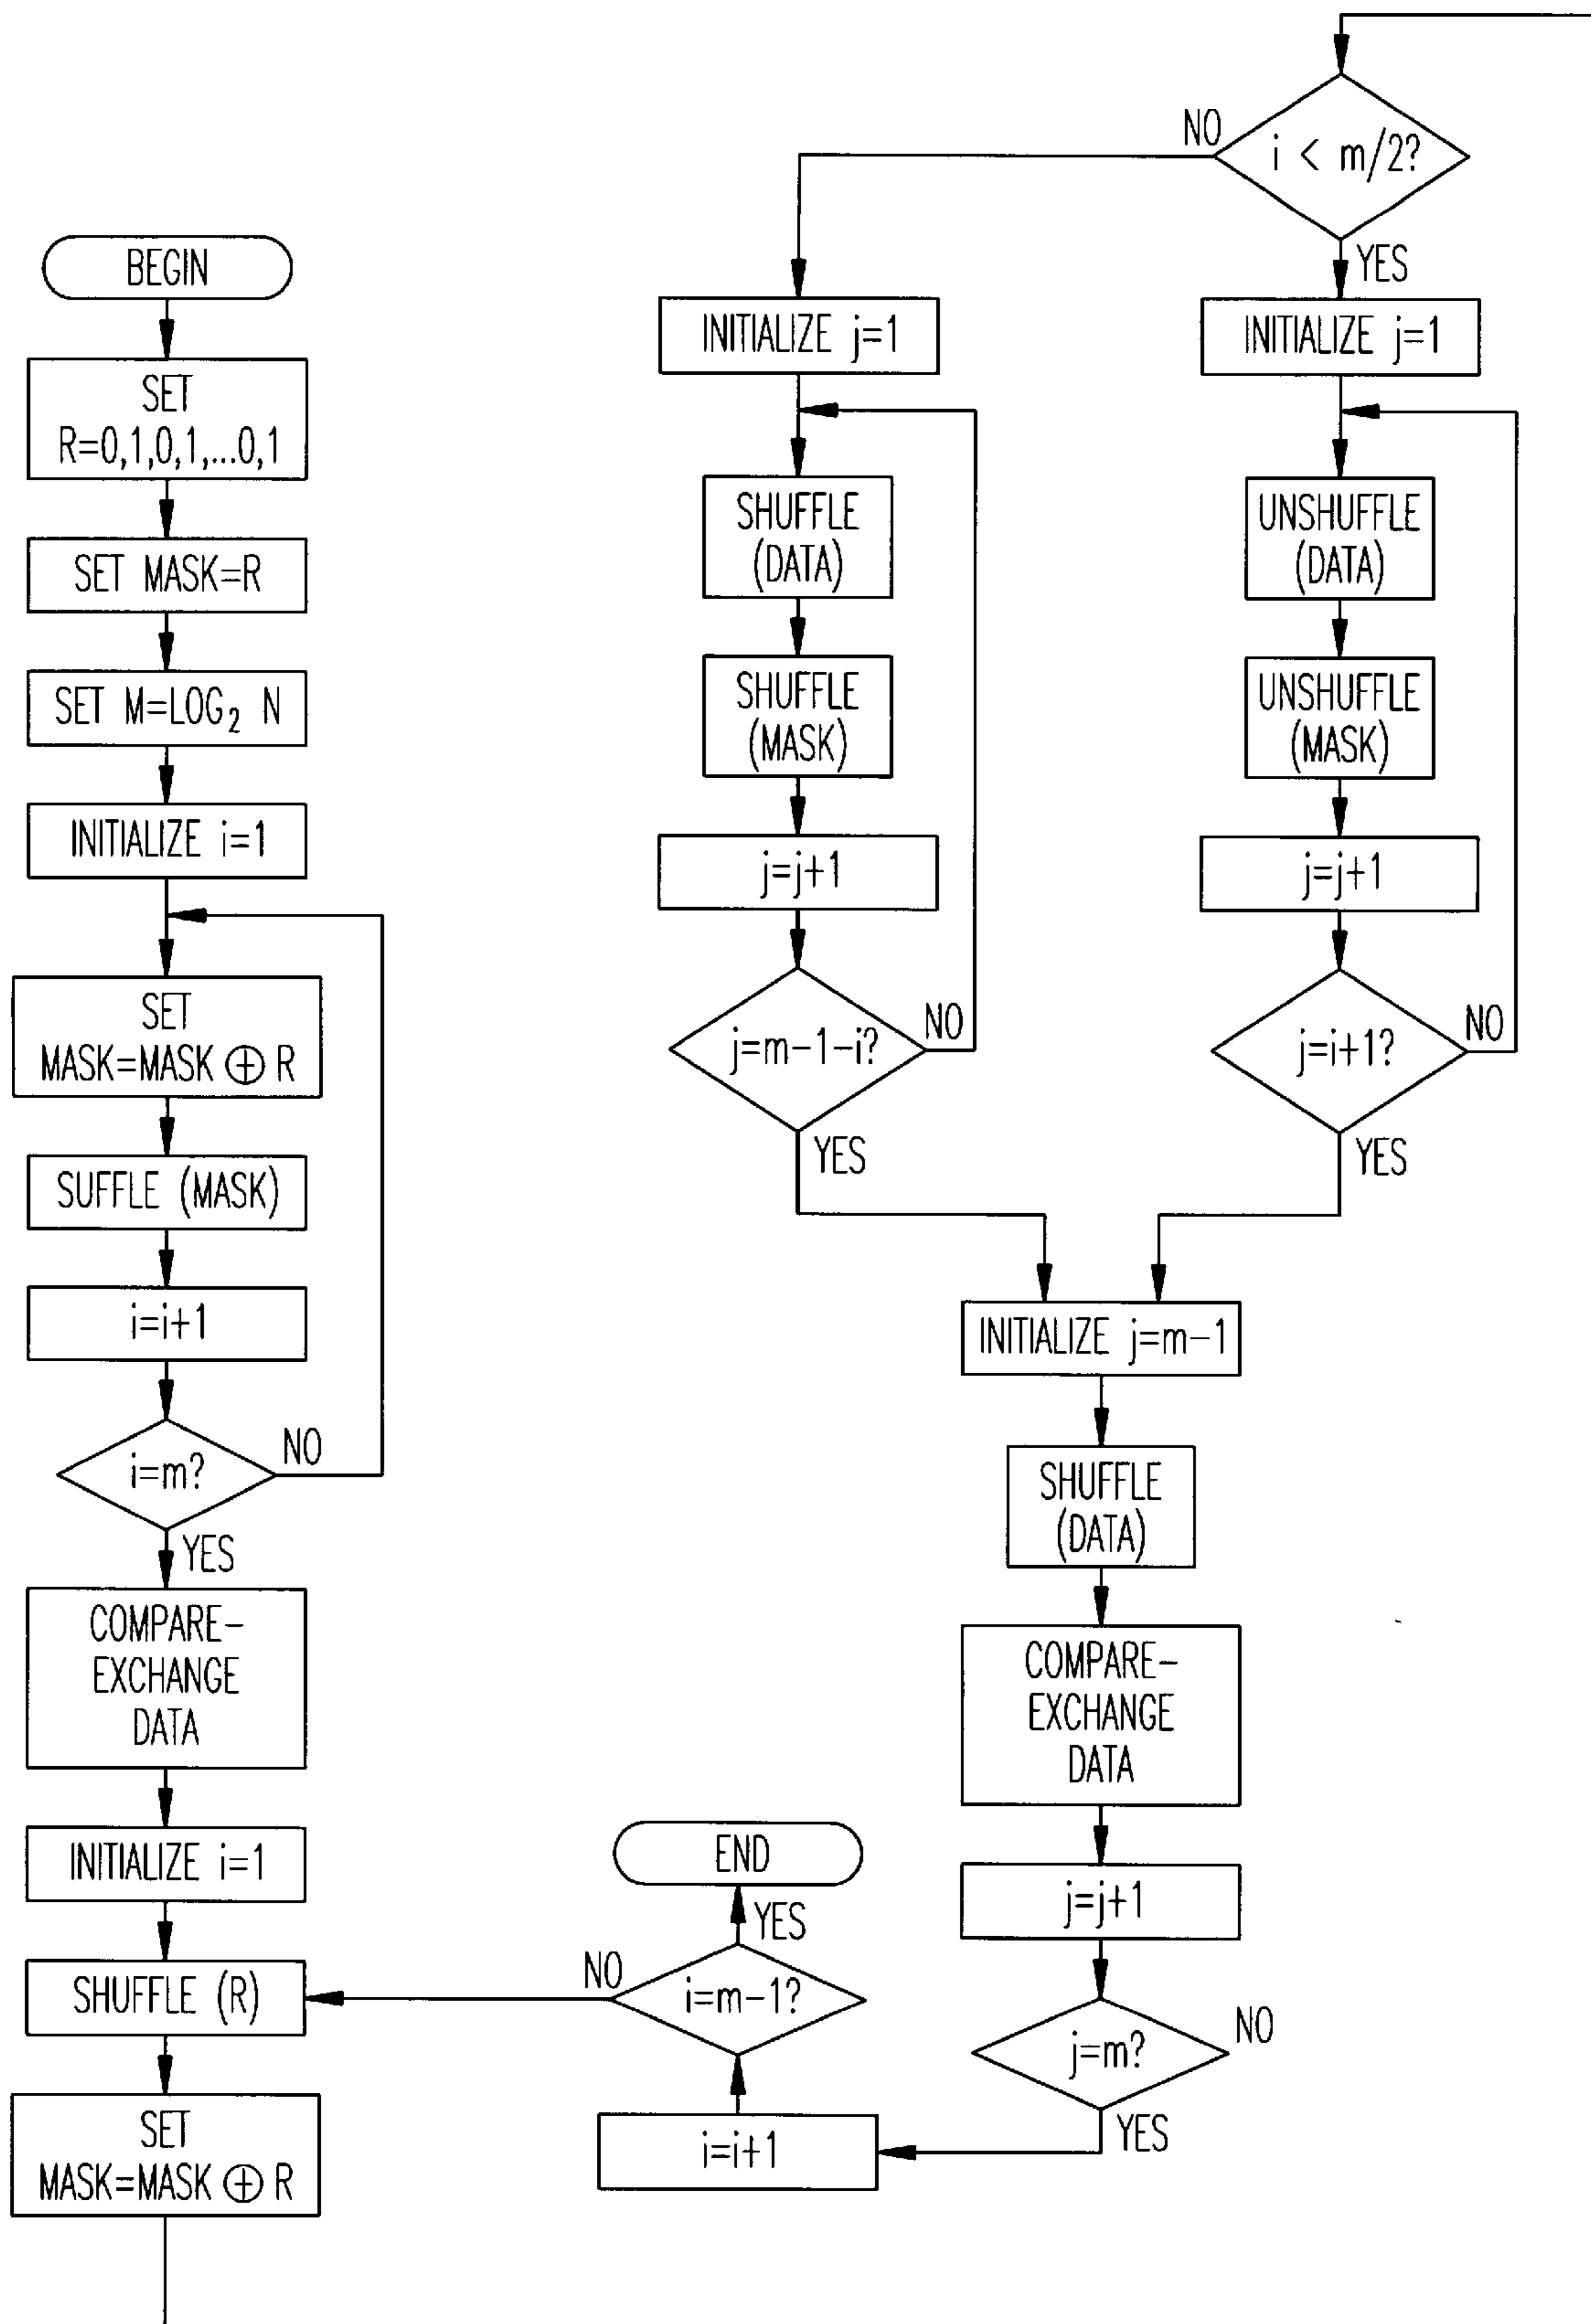 BEGIN
SET
R=0,1,0,1,...0,1
SET MASK=R
SET M=LOG₂ N
INITIALIZE i=1
SET
MASK=MASK ⊕ R
SUFFLE (MASK)
i=i+1
i=m?
NO
YES
COMPARE-
EXCHANGE
DATA
INITIALIZE i=1
SHUFFLE (R)
SET
MASK=MASK ⊕ R
i < m/2?
NO
YES
INITIALIZE j=1
SHUFFLE
(DATA)
SHUFFLE
(MASK)
j=j+1
j=m-1-i?
NO
YES
INITIALIZE j=1
UNSHUFFLE
(DATA)
UNSHUFFLE
(MASK)
j=j+1
j=i+1?
NO
YES
INITIALIZE j=m-1
SHUFFLE
(DATA)
COMPARE-
EXCHANGE
DATA
j=j+1
j=m?
NO
YES
i=i+1
i=m-1?
NO
YES
END